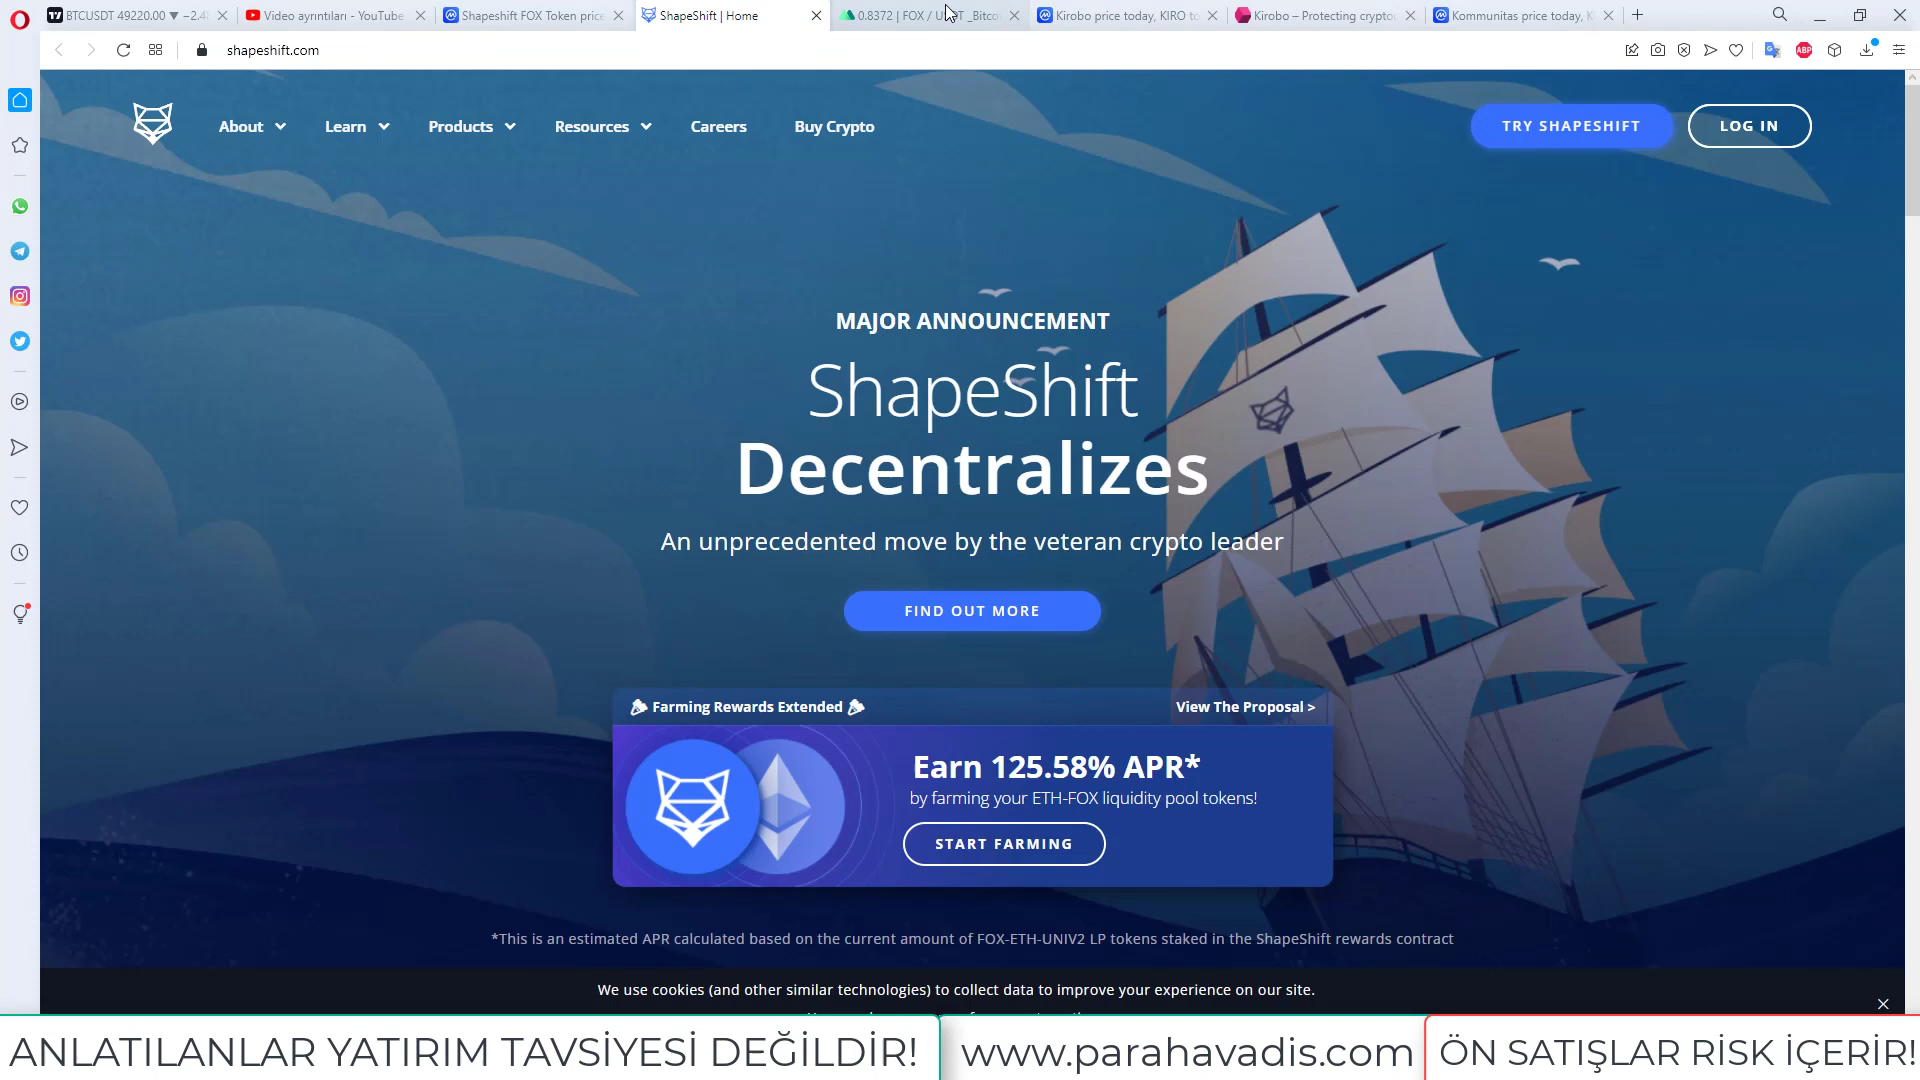 BTCUSDT 49220.00 ▼ −2.4
Video ayrıntıları - YouTube
Shapeshift FOX Token price
ShapeShift | Home
0.8372 | FOX / U
Kirobo price today, KIRO to
Kirobo – Protecting crypto
Kommunitas price today, K
shapeshift.com
ABP
About
Learn
Products
Resources
Careers
Buy Crypto
TRY SHAPESHIFT
LOG IN
MAJOR ANNOUNCEMENT
ShapeShift
Decentralizes
An unprecedented move by the veteran crypto leader
FIND OUT MORE
Farming Rewards Extended
View The Proposal >
Earn 125.58% APR*
by farming your ETH-FOX liquidity pool tokens!
START FARMING
*This is an estimated APR calculated based on the current amount of FOX-ETH-UNIV2 LP tokens staked in the ShapeShift rewards contract
We use cookies (and other similar technologies) to collect data to improve your experience on our site.
ANLATILANLAR YATIRIM TAVSİYESİ DEĞİLDİR!
www.parahavadis.com
ÖN SATIŞLAR RİSK İÇERİR!